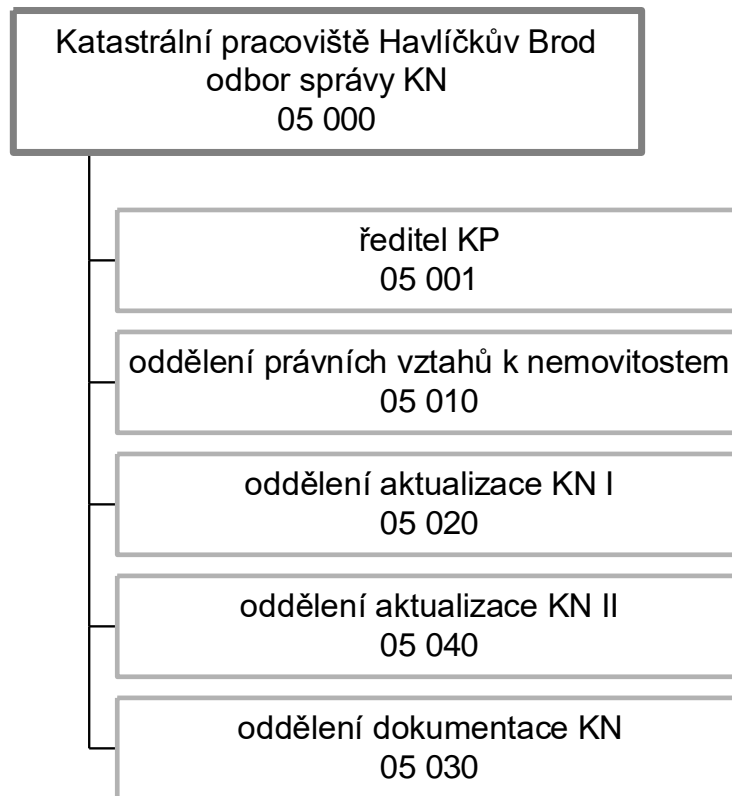 Katastrální pracoviště Havlíčkův Brod
odbor správy KN
05 000
ředitel KP
05 001
oddělení právních vztahů k nemovitostem
05 010
oddělení aktualizace KN I
05 020
oddělení aktualizace KN II
05 040
oddělení dokumentace KN
05 030